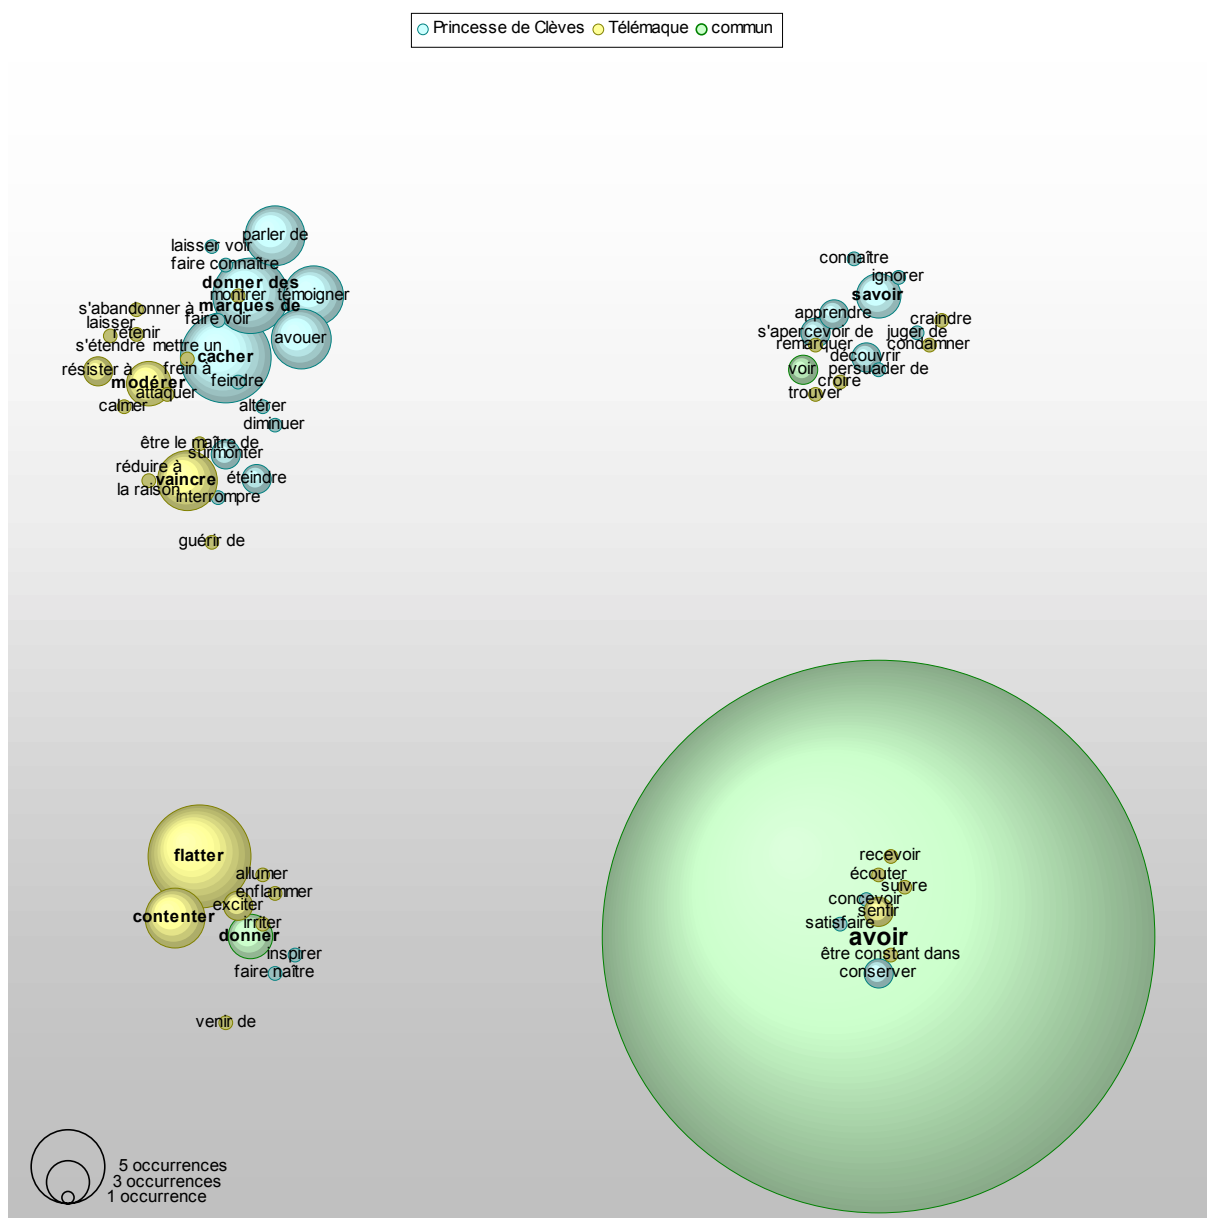 Princesse de Clèves Télémaque commun
parler de
laisser voir
faire connaître
donner des
marques de
montrer
témoigner
faire voir
avouer
s'abandonner à
laisser
s'étendre
retenir
mettre un
frein à
cacher
résister à
modérer
attaquer
feindre
calmer
altérer
diminuer
être le maître de
surmonter
réduire à
la raison
vaincre
éteindre
interrompre
guérir de
connaître
ignorer
savoir
apprendre
craindre
s'apercevoir de
juger de
remarquer
condamner
découvrir
voir
persuader de
croire
trouver
flatter
allumer
enflammer
exciter
contenter
irriter
donner
inspirer
faire naître
venir de
recevoir
écouter
suivre
concevoir
sentir
satisfaire
avoir
être constant dans
conserver
5 occurrences
3 occurrences
1 occurrence